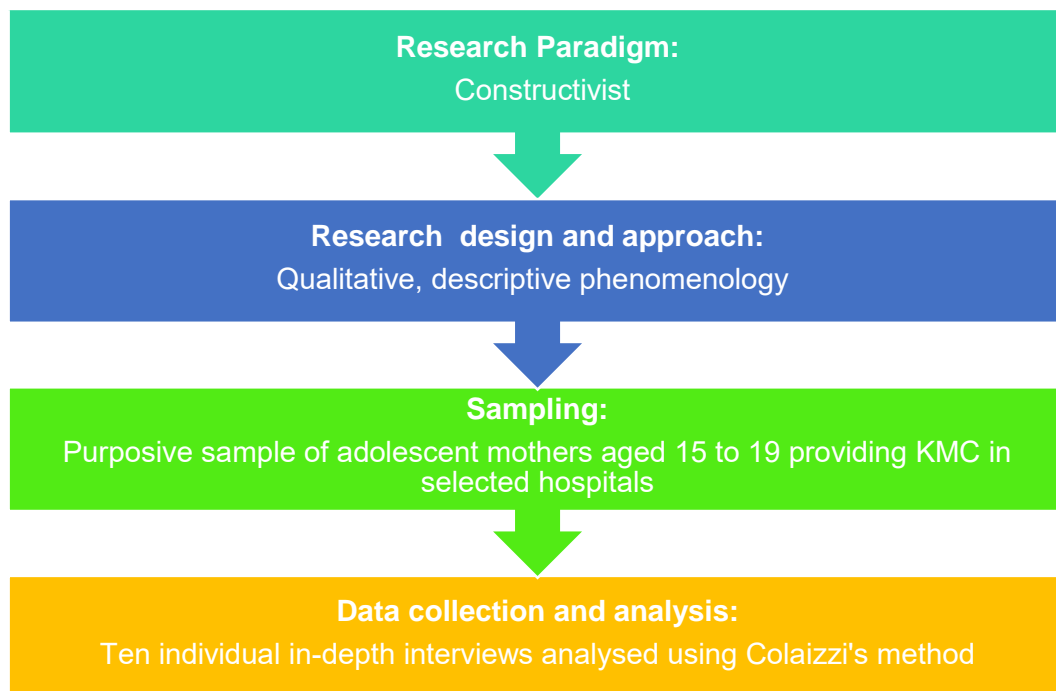 Research Paradigm:
Constructivist
Research design and approach:
Qualitative, descriptive phenomenology
Sampling:
Purposive sample of adolescent mothers aged 15 to 19 providing KMC in
selected hospitals
Data collection and analysis:
Ten individual in-depth interviews analysed using Colaizzi's method